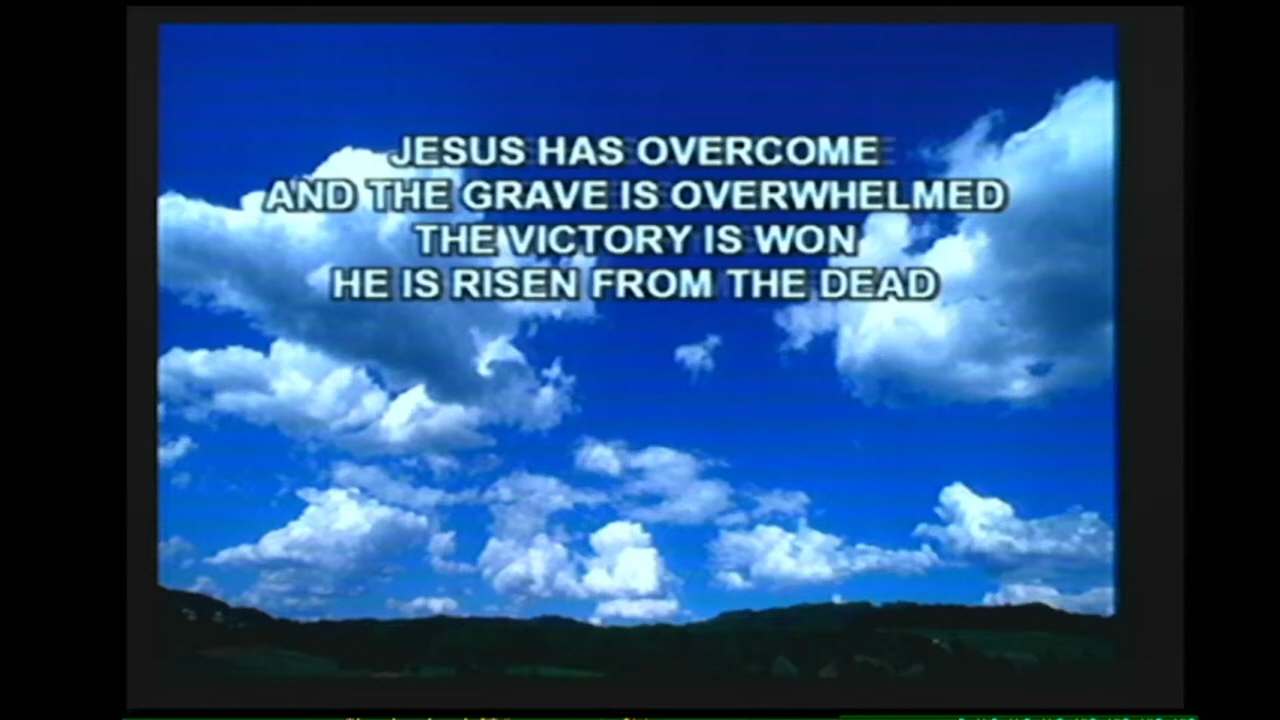 JESUS HAS OVERCOME
AND THE GRAVE IS OVERWHELMED
THE VICTORY IS WON
HE IS RISEN FROM THE DEAD